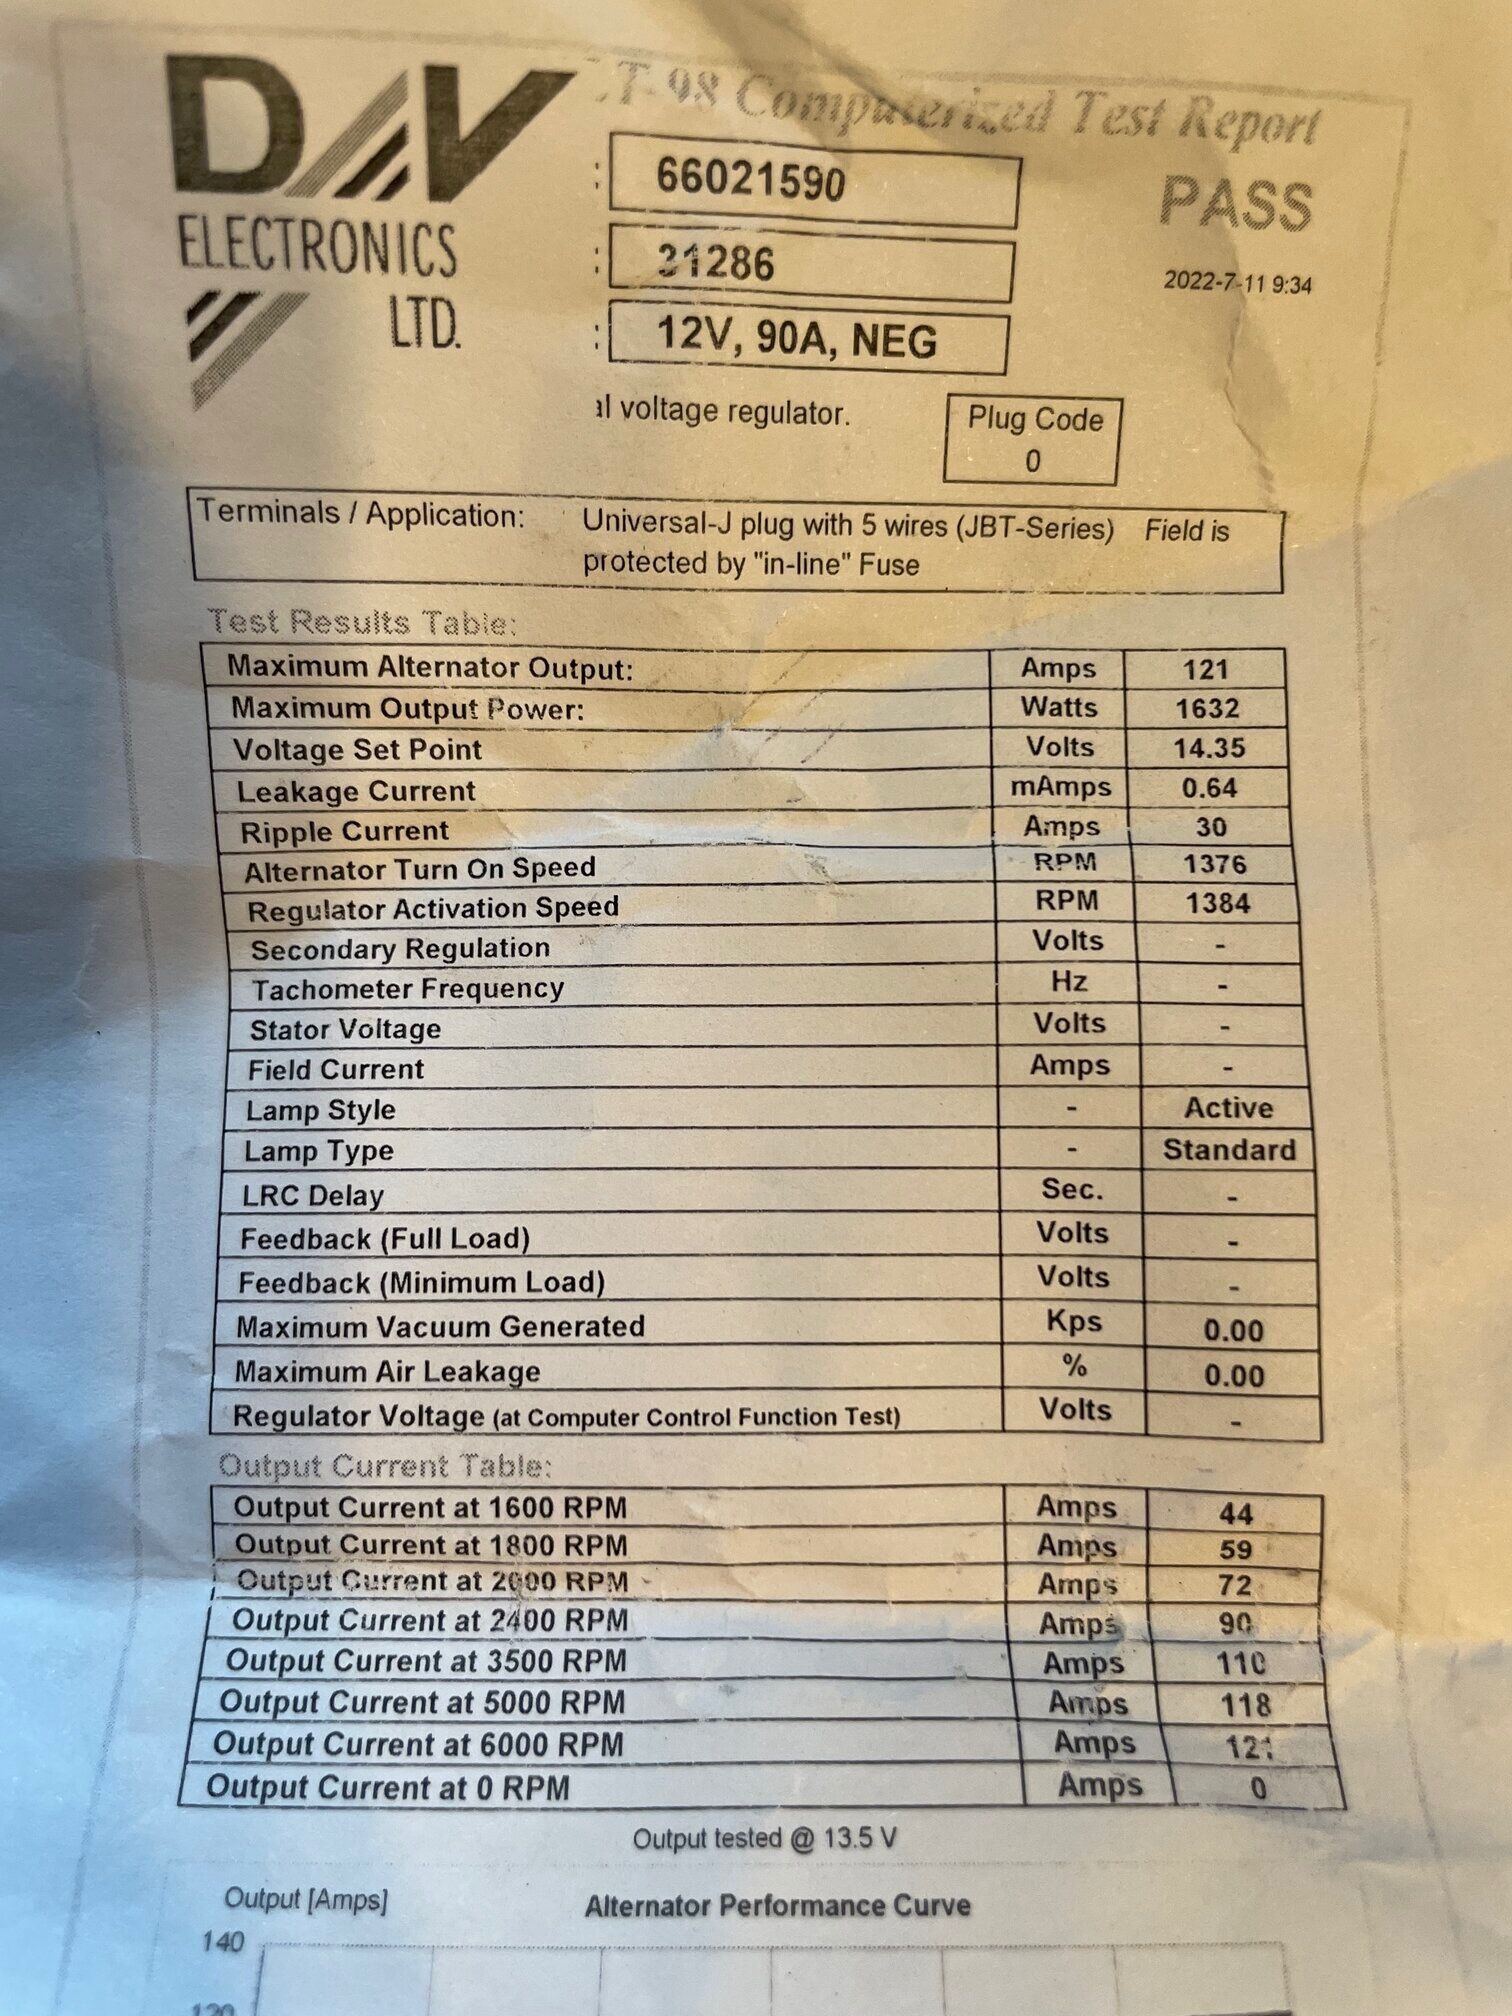 DAV
ELECTRONICS
LTD.
T-98 Computerized Test Report
: 66021590
PASS
: 31286
2022-7-11 9:34
: 12V, 90A, NEG
voltage regulator.
Plug Code
0
Terminals / Application: Universal-J plug with 5 wires (JBT-Series) Field is
protected by "in-line" Fuse
Test Results Table:
Maximum Alternator Output: Amps 121
Maximum Output Power: Watts 1632
Voltage Set Point Volts 14.35
Leakage Current mAmps 0.64
Ripple Current Amps 30
Alternator Turn On Speed RPM 1376
Regulator Activation Speed RPM 1384
Secondary Regulation Volts -
Tachometer Frequency Hz -
Stator Voltage Volts -
Field Current Amps -
Lamp Style - Active
Lamp Type - Standard
LRC Delay Sec. -
Feedback (Full Load) Volts -
Feedback (Minimum Load) Volts -
Maximum Vacuum Generated Kps 0.00
Maximum Air Leakage % 0.00
Regulator Voltage (at Computer Control Function Test) Volts -
Output Current Table:
Output Current at 1600 RPM Amps 44
Output Current at 1800 RPM Amps 59
Output Current at 2000 RPM Amps 72
Output Current at 2400 RPM Amps 90
Output Current at 3500 RPM Amps 110
Output Current at 5000 RPM Amps 118
Output Current at 6000 RPM Amps 121
Output Current at 0 RPM Amps 0
Output tested @ 13.5 V
Output [Amps]
Alternator Performance Curve
140
120